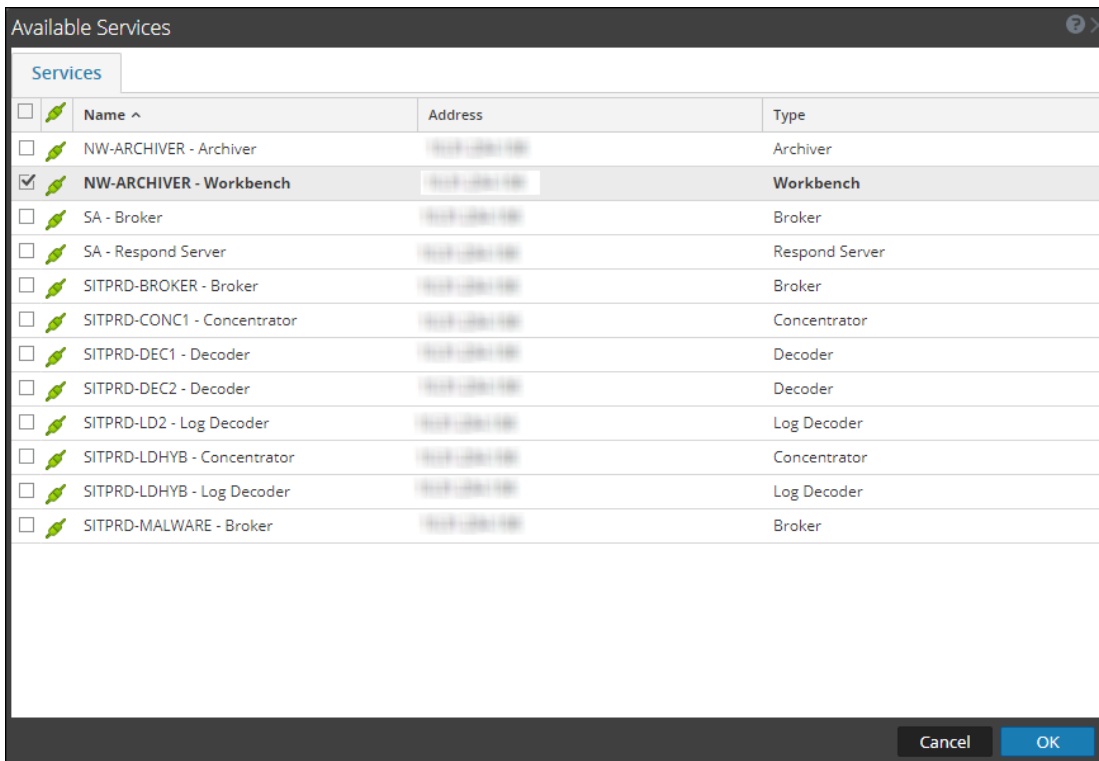 Available Services
Services
Name Address Type
NW-ARCHIVER - Archiver Archiver
NW-ARCHIVER - Workbench Workbench
SA - Broker Broker
SA - Respond Server Respond Server
SITPRD-BROKER - Broker Broker
SITPRD-CONC1 - Concentrator Concentrator
SITPRD-DEC1 - Decoder Decoder
SITPRD-DEC2 - Decoder Decoder
SITPRD-LD2 - Log Decoder Log Decoder
SITPRD-LDHYB - Concentrator Concentrator
SITPRD-LDHYB - Log Decoder Log Decoder
SITPRD-MALWARE - Broker Broker
Cancel OK